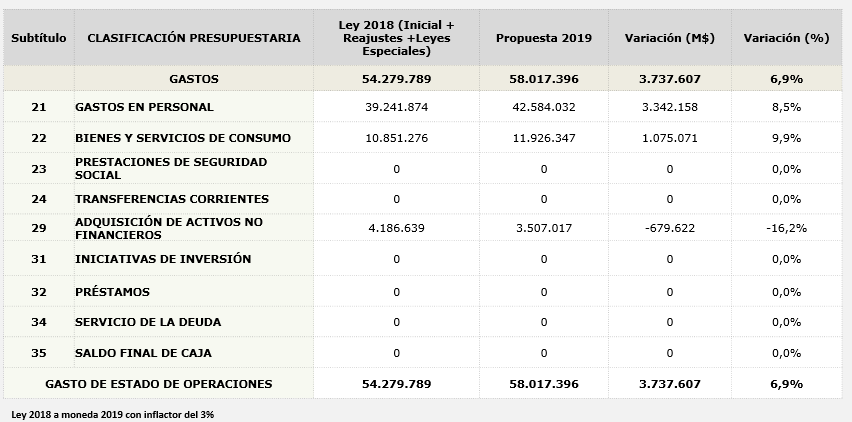 Subtítulo CLASIFICACIÓN PRESUPUESTARIA Ley 2018 (Inicial + Reajustes +Leyes Especiales) Propuesta 2019 Variación (M$) Variación (%)
GASTOS 54.279.789 58.017.396 3.737.607 6,9%
21 GASTOS EN PERSONAL 39.241.874 42.584.032 3.342.158 8,5%
22 BIENES Y SERVICIOS DE CONSUMO 10.851.276 11.926.347 1.075.071 9,9%
23 PRESTACIONES DE SEGURIDAD SOCIAL 0 0 0 0,0%
24 TRANSFERENCIAS CORRIENTES 0 0 0 0,0%
29 ADQUISICIÓN DE ACTIVOS NO FINANCIEROS 4.186.639 3.507.017 -679.622 -16,2%
31 INICIATIVAS DE INVERSIÓN 0 0 0 0,0%
32 PRÉSTAMOS 0 0 0 0,0%
34 SERVICIO DE LA DEUDA 0 0 0 0,0%
35 SALDO FINAL DE CAJA 0 0 0 0,0%
GASTO DE ESTADO DE OPERACIONES 54.279.789 58.017.396 3.737.607 6,9%
Ley 2018 a moneda 2019 con inflactor del 3%